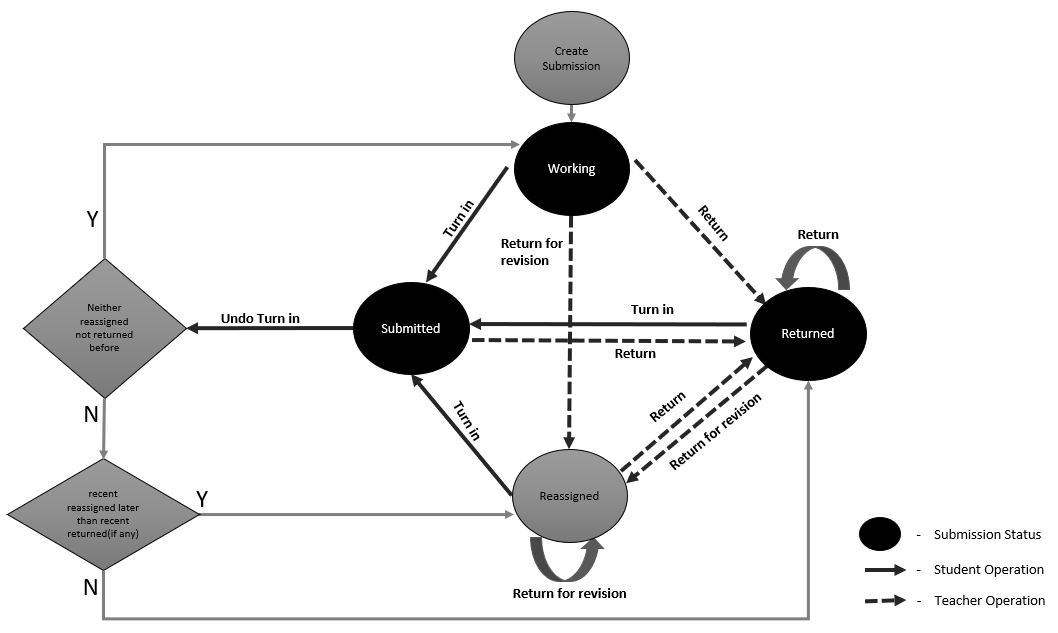 Create
Submission
Working
Y
Turn in
Return
Return for
revision
Return
Neither
reassigned
not returned
before
Undo Turn in
Submitted
Turn in
Return
Returned
N
Turn in
Return
Return for revision
recent
reassigned later
than recent
returned(if any)
Y
Reassigned
N
Return for revision
- Submission Status
- Student Operation
- Teacher Operation